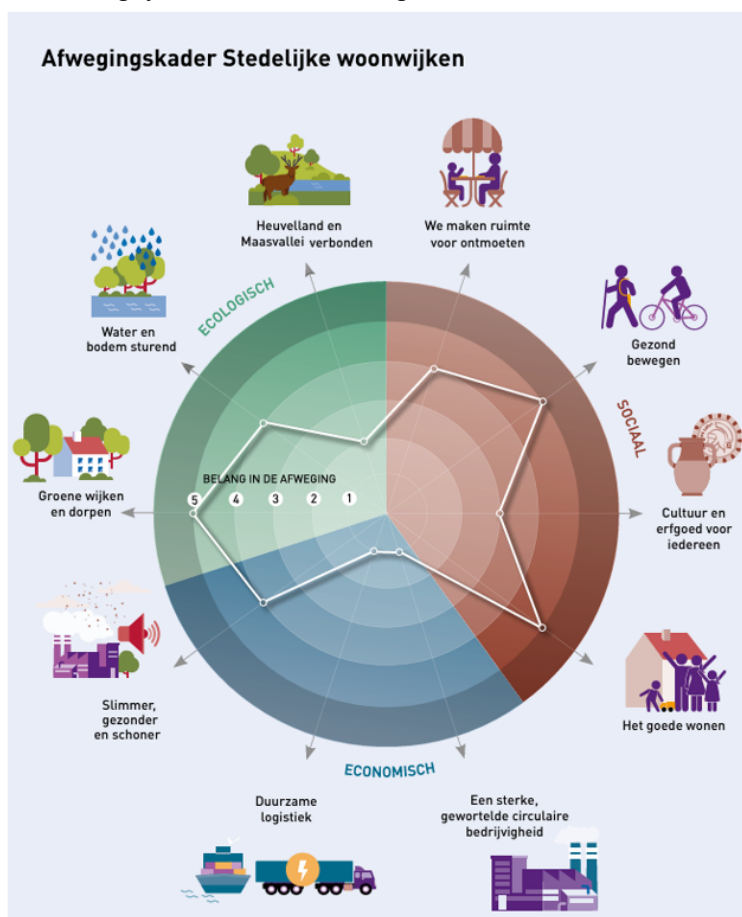 Afwegingskader Stedelijke woonwijken
Heuvelland en
Maasvallei verbonden
We maken ruimte
voor ontmoeten
Water en
bodem sturend
ECOLOGISCH
Gezond
bewegen
SOCIAAL
Groene wijken
en dorpen
BELANG IN DE AFWEGING
5 4 3 2 1
Cultuur en
erfgoed voor
iedereen
Slimmer,
gezonder
en schoner
Het goede wonen
ECONOMISCH
Duurzame
logistiek
Een sterke,
gewortelde circulaire
bedrijvigheid